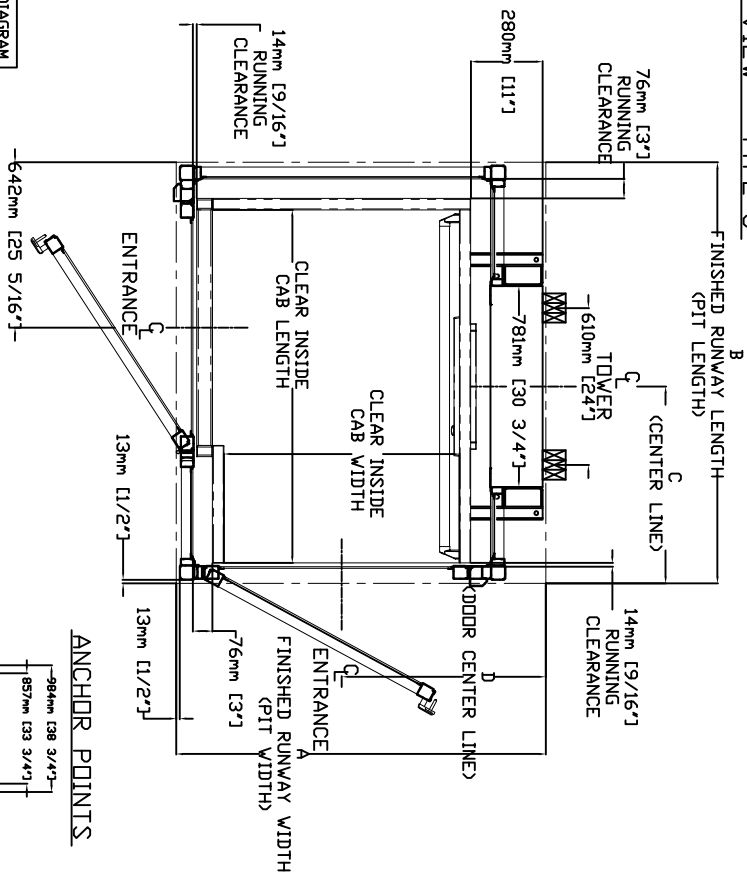 B
FINISHED RUNWAY LENGTH
(PIT LENGTH)
C
(CENTER LINE)
76mm [3"]
RUNNING
CLEARANCE
280mm [11"]
14mm [9/16"]
RUNNING
CLEARANCE
C
L
TOWER
610mm
[24"]
781mm [30 3/4"]
14mm [9/16"]
RUNNING
CLEARANCE
D
(DOOR CENTER LINE)
CLEAR INSIDE
CAB WIDTH
CLEAR INSIDE
CAB LENGTH
C
L
ENTRANCE
C
L
ENTRANCE
A
FINISHED RUNWAY WIDTH
(PIT WIDTH)
76mm [3"]
13mm [1/2"]
13mm [1/2"]
642mm [25 5/16"]
DIAGRAM
ANCHOR POINTS
984mm [38 3/4"]
857mm [33 3/4"]